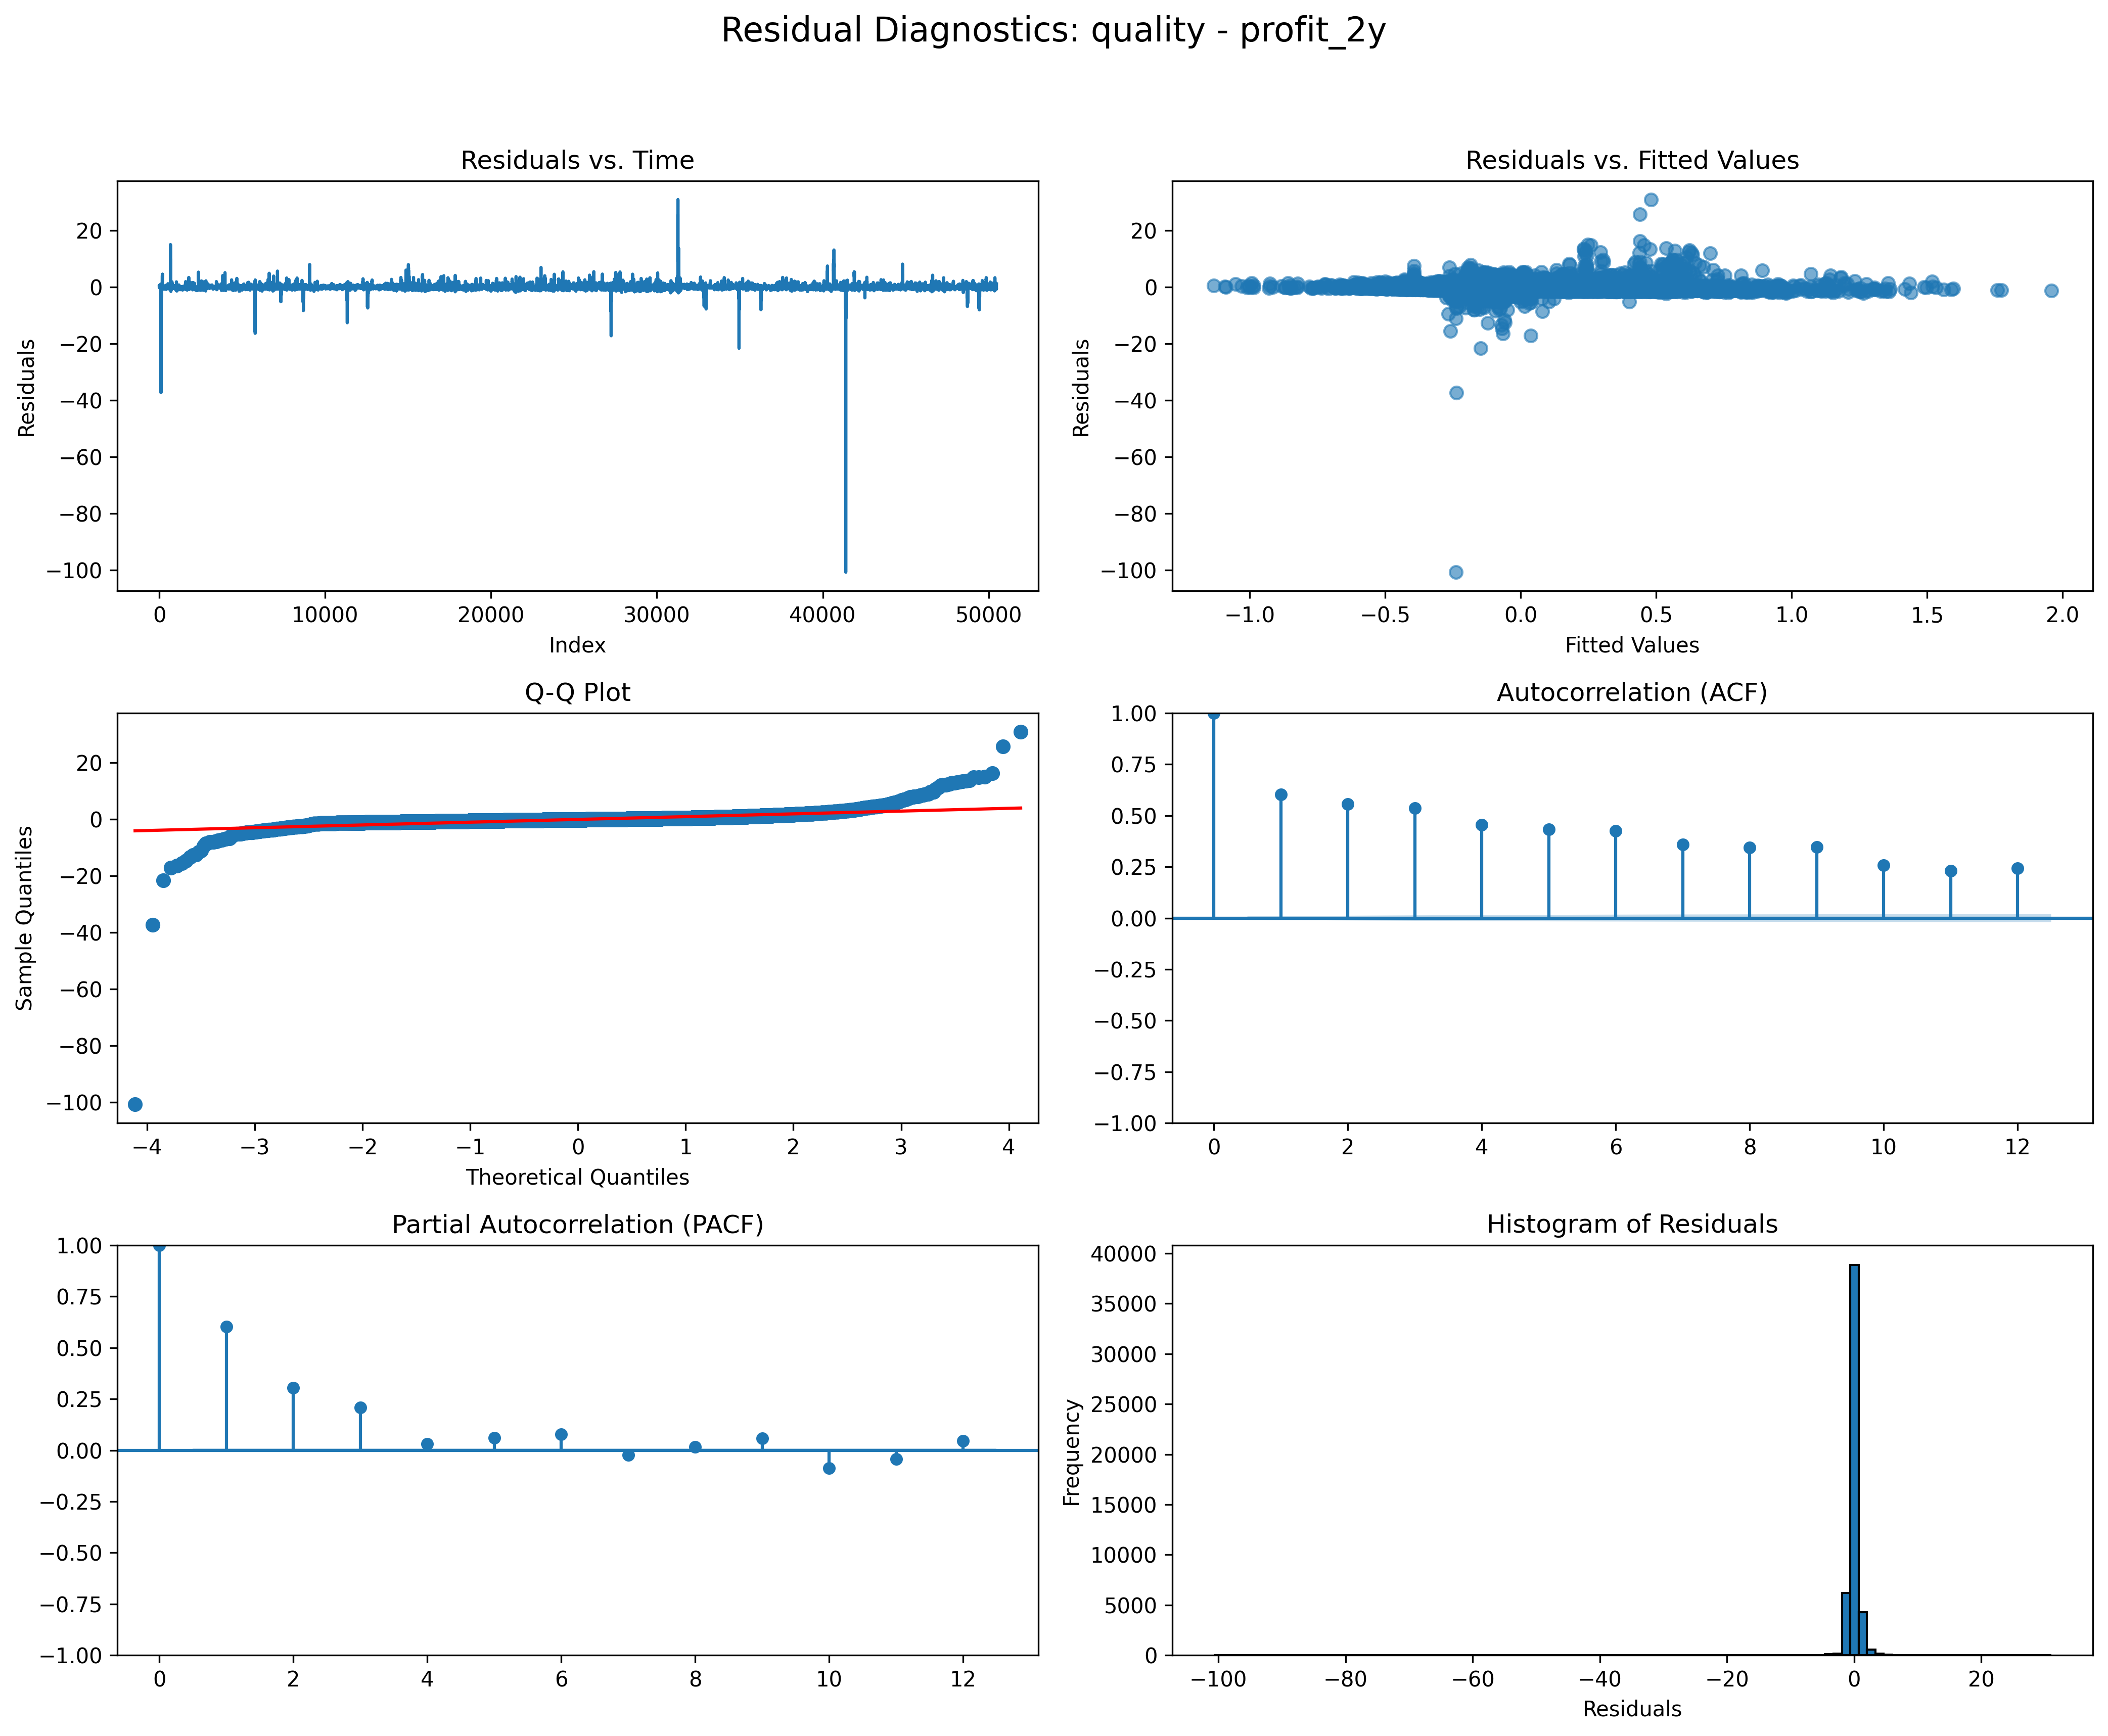 Residual Diagnostics: quality - profit_2y
Residuals vs. Time
Residuals
20
0
−20
−40
−60
−80
−100
0 10000 20000 30000 40000 50000
Index
Residuals vs. Fitted Values
Residuals
20
0
−20
−40
−60
−80
−100
−1.0 −0.5 0.0 0.5 1.0 1.5 2.0
Fitted Values
Q-Q Plot
Sample Quantiles
20
0
−20
−40
−60
−80
−100
−4 −3 −2 −1 0 1 2 3 4
Theoretical Quantiles
Autocorrelation (ACF)
1.00
0.75
0.50
0.25
0.00
−0.25
−0.50
−0.75
−1.00
0 2 4 6 8 10 12
Partial Autocorrelation (PACF)
1.00
0.75
0.50
0.25
0.00
−0.25
−0.50
−0.75
−1.00
0 2 4 6 8 10 12
Histogram of Residuals
Frequency
40000
35000
30000
25000
20000
15000
10000
5000
0
−100 −80 −60 −40 −20 0 20
Residuals